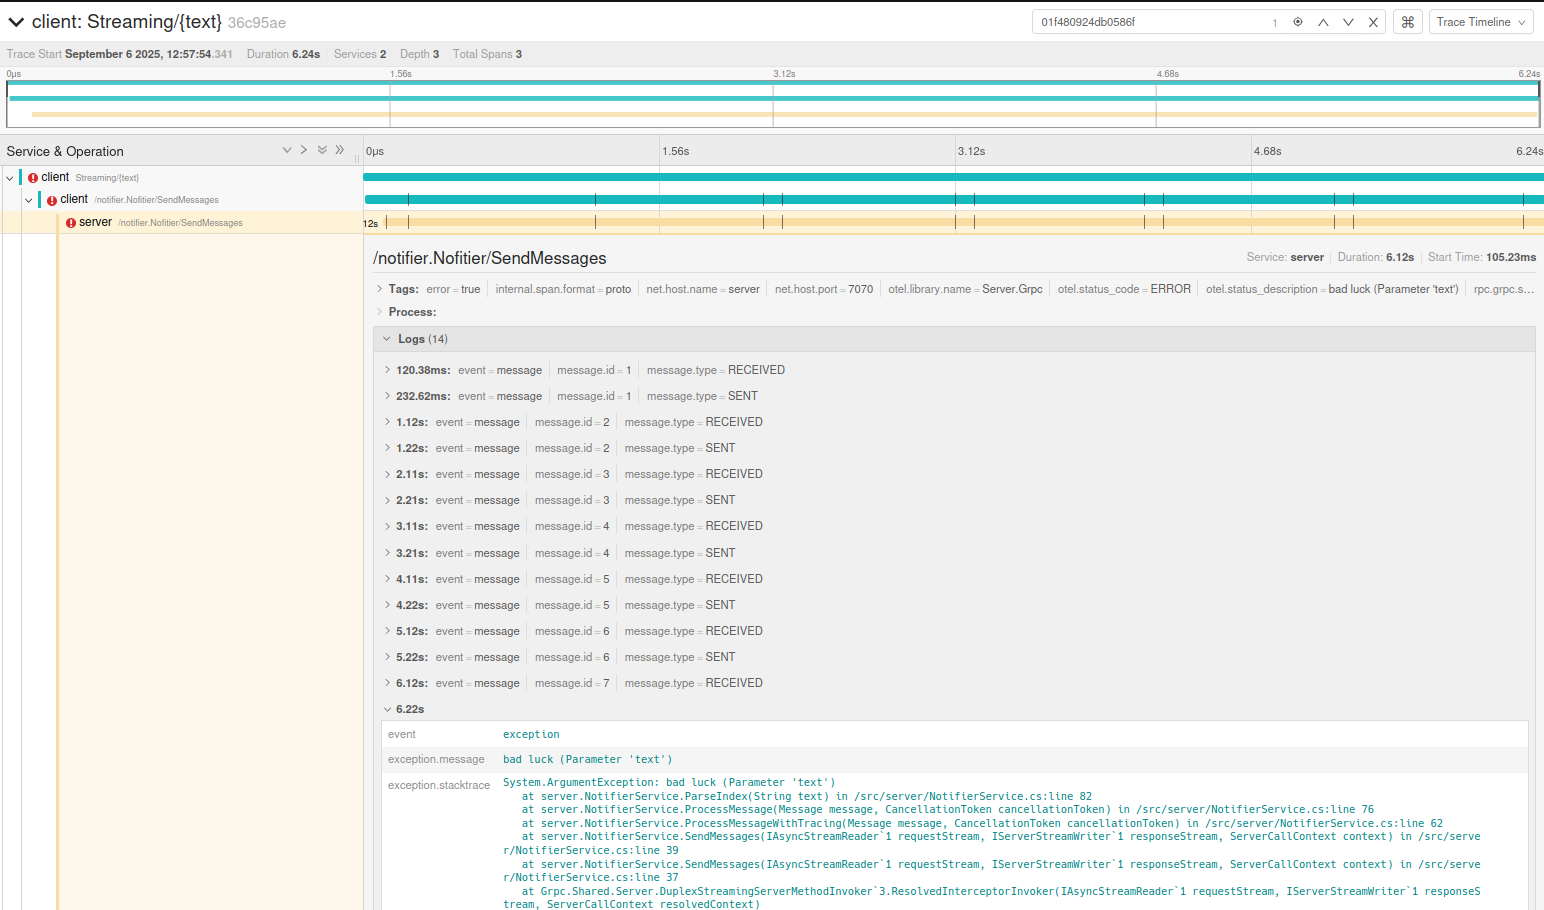 client: Streaming/{text} 36c95ae
01f480924db0586f 1
⌘
Trace Timeline
Trace Start September 6 2025, 12:57:54.341 Duration 6.24s Services 2 Depth 3 Total Spans 3
0μs 1.56s 3.12s 4.68s 6.24s
Service & Operation
0μs 1.56s 3.12s 4.68s 6.24s
client Streaming/{text}
client /notifier.Nofitier/SendMessages
server /notifier.Nofitier/SendMessages
12s
/notifier.Nofitier/SendMessages
Service: server Duration: 6.12s Start Time: 105.23ms
Tags: error = true internal.span.format = proto net.host.name = server net.host.port = 7070 otel.library.name = Server.Grpc otel.status_code = ERROR otel.status_description = bad luck (Parameter 'text') rpc.grpc.s...
Process:
Logs (14)
120.38ms: event = message message.id = 1 message.type = RECEIVED
232.62ms: event = message message.id = 1 message.type = SENT
1.12s: event = message message.id = 2 message.type = RECEIVED
1.22s: event = message message.id = 2 message.type = SENT
2.11s: event = message message.id = 3 message.type = RECEIVED
2.21s: event = message message.id = 3 message.type = SENT
3.11s: event = message message.id = 4 message.type = RECEIVED
3.21s: event = message message.id = 4 message.type = SENT
4.11s: event = message message.id = 5 message.type = RECEIVED
4.22s: event = message message.id = 5 message.type = SENT
5.12s: event = message message.id = 6 message.type = RECEIVED
5.22s: event = message message.id = 6 message.type = SENT
6.12s: event = message message.id = 7 message.type = RECEIVED
6.22s
event exception
exception.message bad luck (Parameter 'text')
exception.stacktrace System.ArgumentException: bad luck (Parameter 'text')
at server.NotifierService.ParseIndex(String text) in /src/server/NotifierService.cs:line 82
at server.NotifierService.ProcessMessage(Message message, CancellationToken cancellationToken) in /src/server/NotifierService.cs:line 76
at server.NotifierService.ProcessMessageWithTracing(Message message, CancellationToken cancellationToken) in /src/server/NotifierService.cs:line 62
at server.NotifierService.SendMessages(IAsyncStreamReader`1 requestStream, IServerStreamWriter`1 responseStream, ServerCallContext context) in /src/serve
r/NotifierService.cs:line 39
at server.NotifierService.SendMessages(IAsyncStreamReader`1 requestStream, IServerStreamWriter`1 responseStream, ServerCallContext context) in /src/serve
r/NotifierService.cs:line 37
at Grpc.Shared.Server.DuplexStreamingServerMethodInvoker`3.ResolvedInterceptorInvoker(IAsyncStreamReader`1 requestStream, IServerStreamWriter`1 responseS
tream, ServerCallContext resolvedContext)